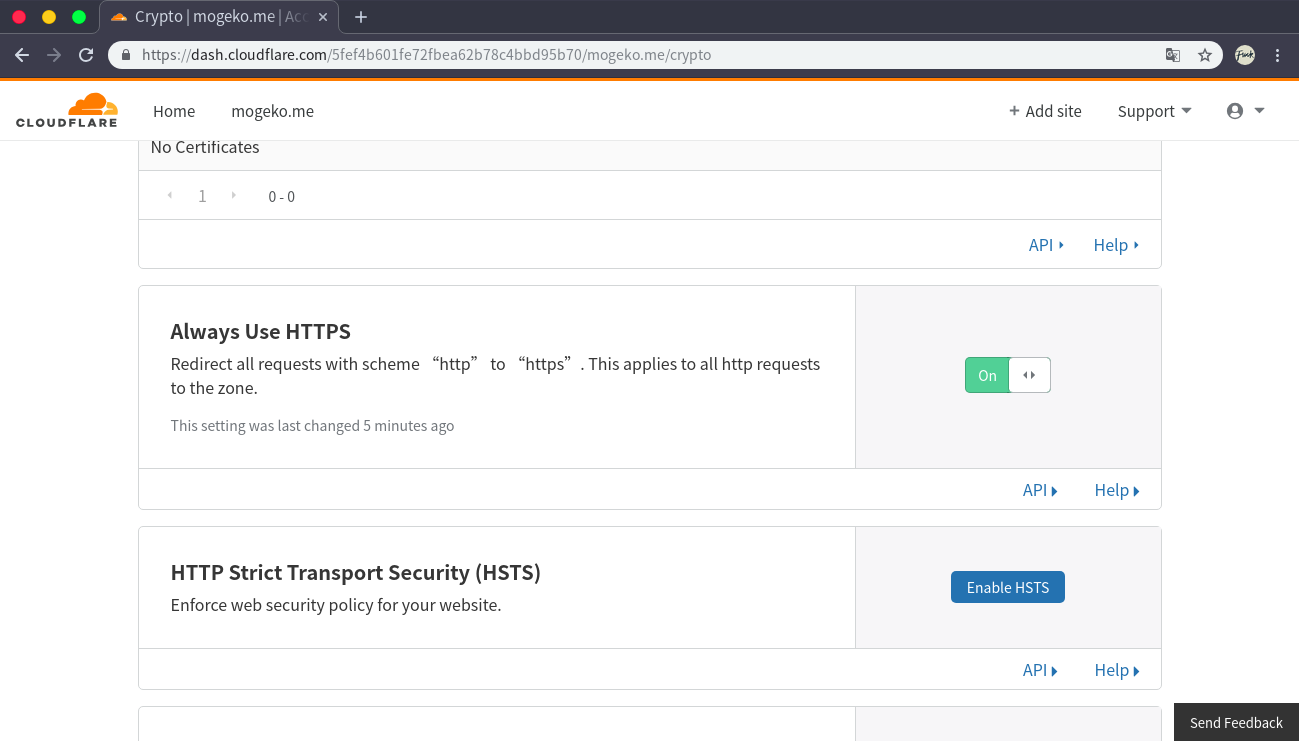 Crypto | mogeko.me | Acc
https://dash.cloudflare.com/5fef4b601fe72fbea62b78c4bbd95b70/mogeko.me/crypto
CLOUDFLARE
Home
mogeko.me
+ Add site
Support
No Certificates
1
0 - 0
API
Help
Always Use HTTPS
Redirect all requests with scheme “http” to “https”. This applies to all http requests
to the zone.
This setting was last changed 5 minutes ago
On
API
Help
HTTP Strict Transport Security (HSTS)
Enforce web security policy for your website.
Enable HSTS
API
Help
Send Feedback